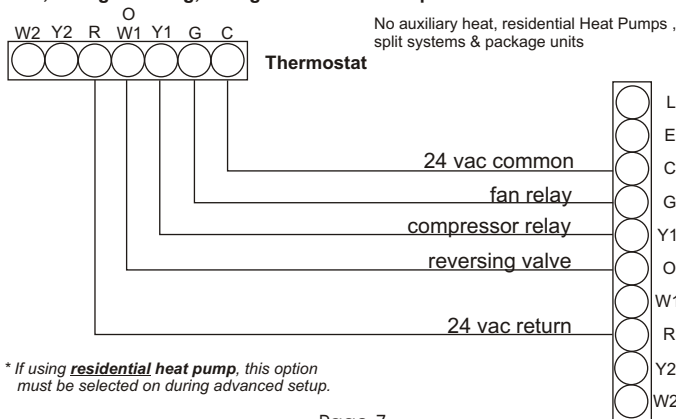 No auxiliary heat, residential Heat Pumps ,
split systems & package units
O
W2 Y2 R W1 Y1 G C
Thermostat
L
E
24 vac common C
fan relay G
compressor relay Y1
reversing valve O
W1
24 vac return R
Y2
W2
* If using residential heat pump, this option
must be selected on during advanced setup.